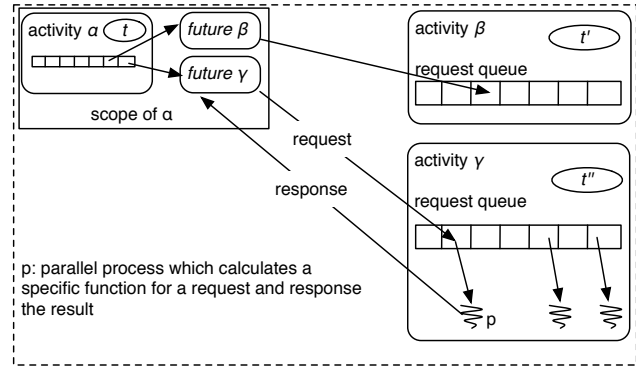 activity α
t
future β
future γ
scope of α
activity β
t'
request queue
request
response
activity γ
t"
request queue
p: parallel process which calculates a
specific function for a request and response
the result
p